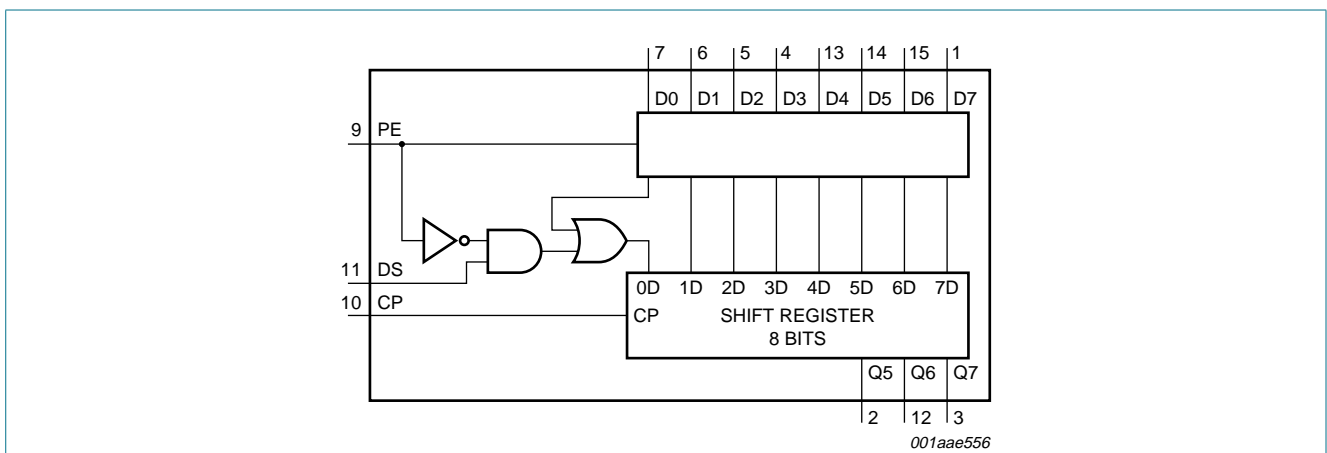 7 6 5 4 13 14 15 1
D0 D1 D2 D3 D4 D5 D6 D7
9 PE
11 DS
10 CP
0D 1D 2D 3D 4D 5D 6D 7D
CP SHIFT REGISTER
8 BITS
Q5 Q6 Q7
2 12 3
001aae556